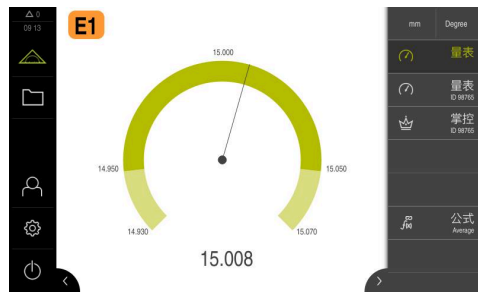 0
09:13
E1
mm
Degree
量表
量表
ID 98765
掌控
ID 98765
公式
Average
f(x)
15.000
14.950
15.050
14.930
15.070
15.008